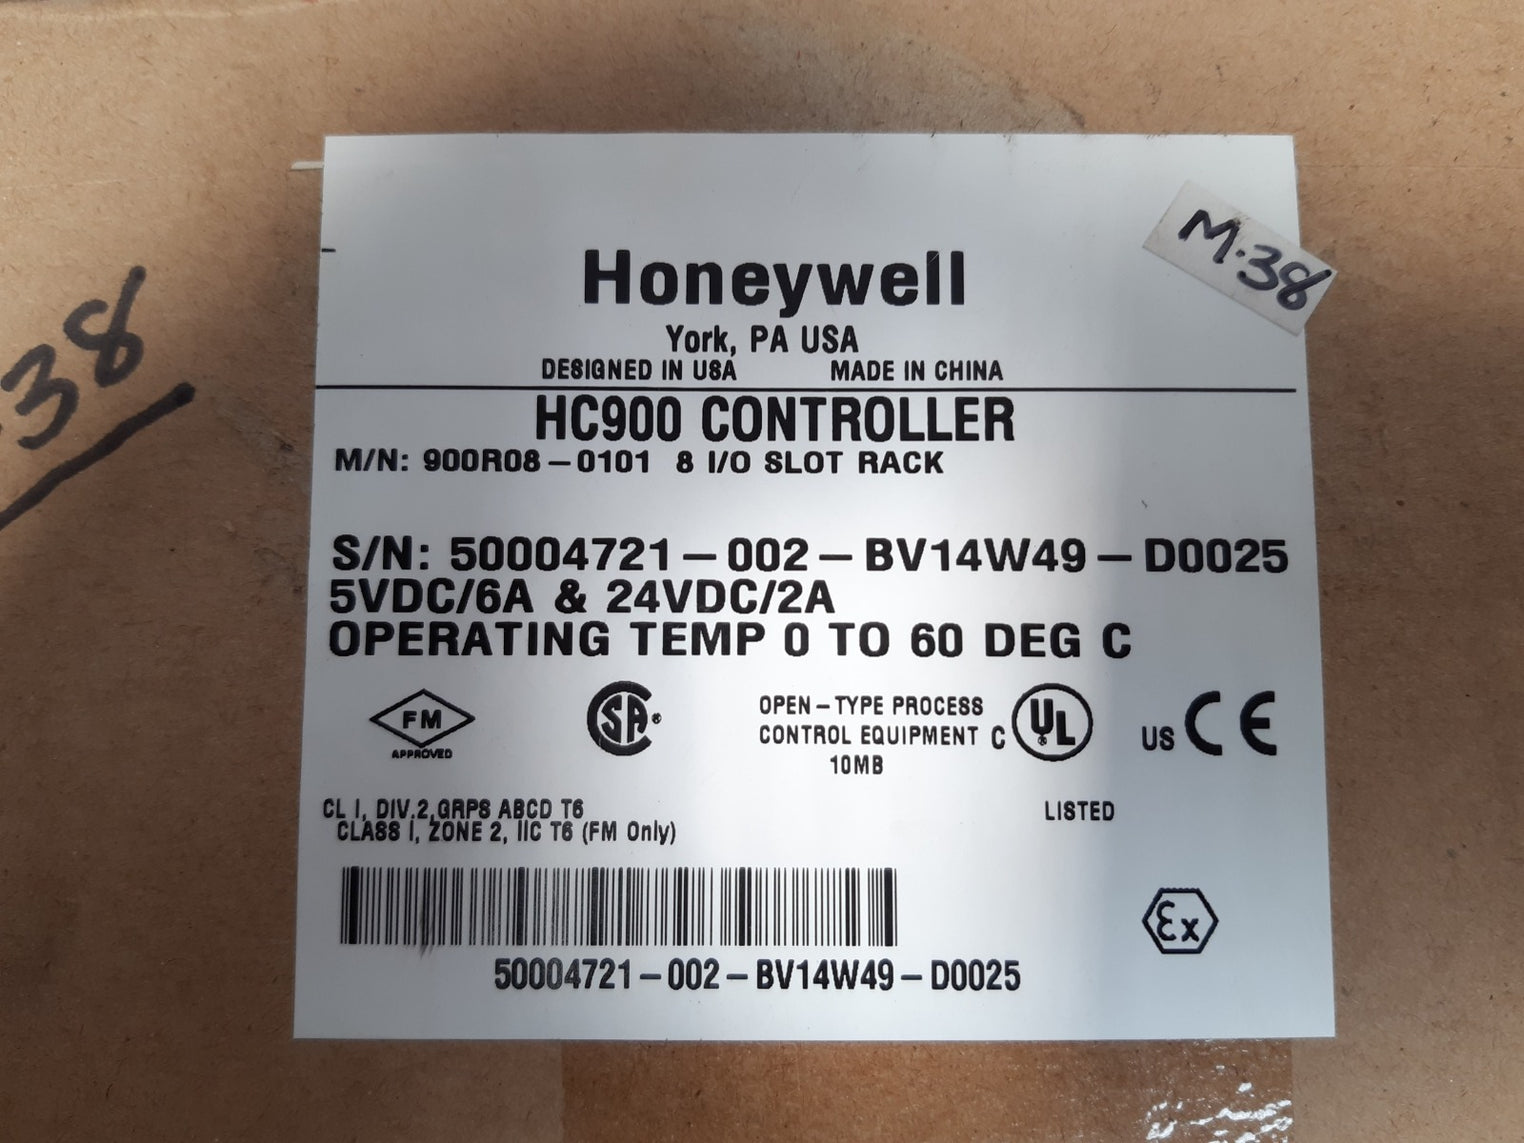 Honeywell
York, PA USA
DESIGNED IN USA MADE IN CHINA
HC900 CONTROLLER
M/N: 900R08-0101 8 I/O SLOT RACK
S/N: 50004721-002-BV14W49-D0025
5VDC/6A & 24VDC/2A
OPERATING TEMP 0 TO 60 DEG C
FM
APPROVED
SA
OPEN-TYPE PROCESS
CONTROL EQUIPMENT
10MB
C UL US CE
LISTED
CL I, DIV.2,GRPS ABCD T6
CLASS I, ZONE 2, IIC T6 (FM Only)
Ex
50004721-002-BV14W49-D0025
M.38
38